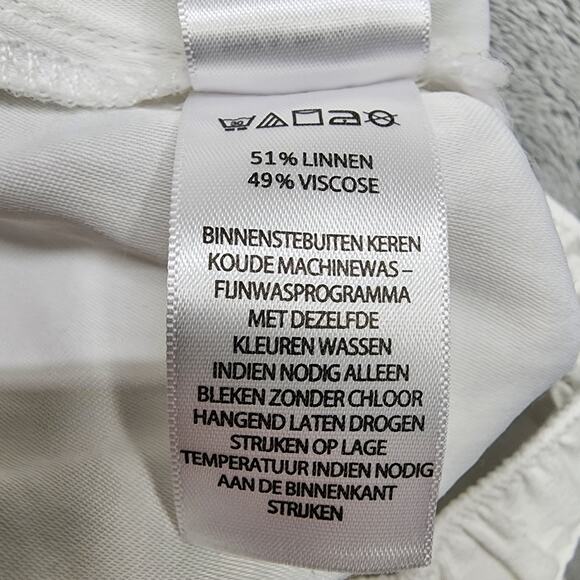 51% LINNEN
49% VISCOSE
BINNENSTEBUITEN KEREN
KOUDE MACHINEWAS –
FIJNWASPROGRAMMA
MET DEZELFDE
KLEUREN WASSEN
INDIEN NODIG ALLEEN
BLEKEN ZONDER CHLOOR
HANGEND LATEN DROGEN
STRIJKEN OP LAGE
TEMPERATUUR INDIEN NODIG
AAN DE BINNENKANT
STRIJKEN